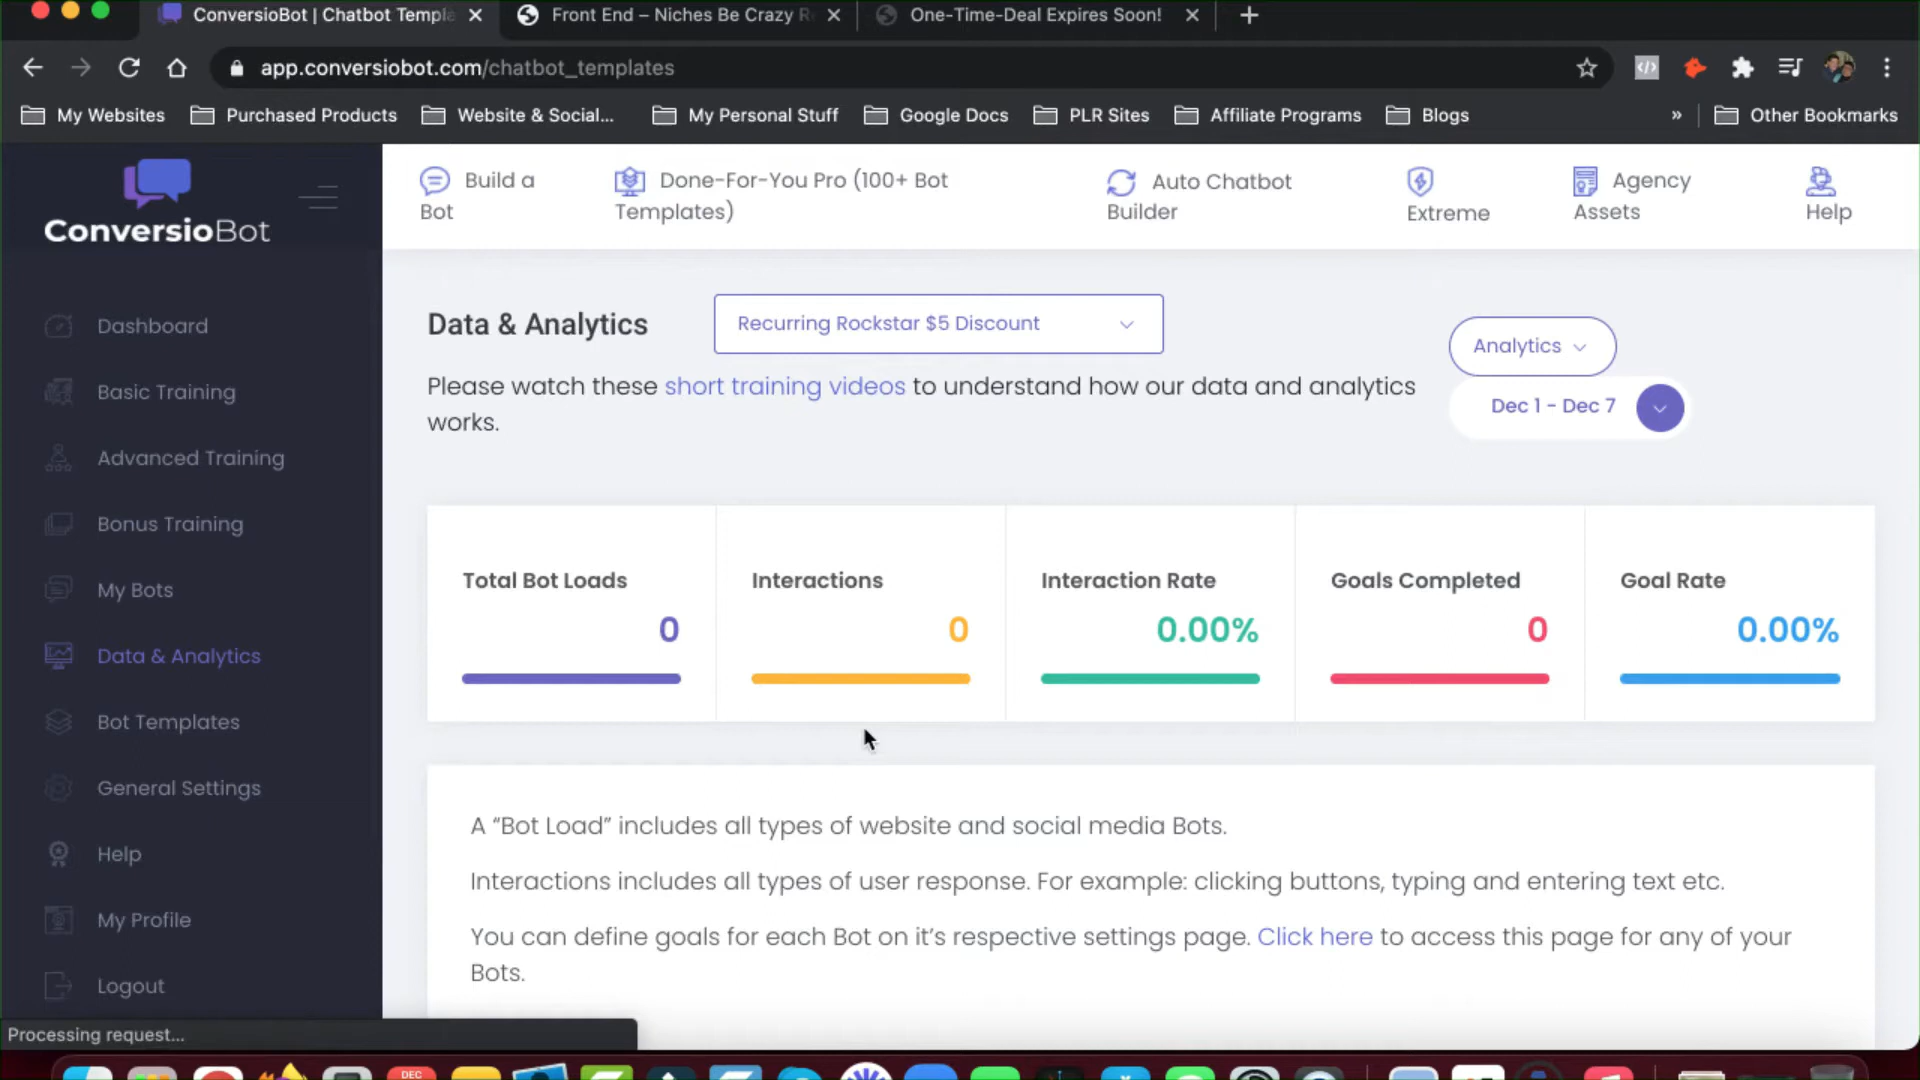 ConversioBot | Chatbot Templa
Front End – Niches Be Crazy R
One-Time-Deal Expires Soon!
app.conversiobot.com/chatbot_templates
My Websites
Purchased Products
Website & Social...
My Personal Stuff
Google Docs
PLR Sites
Affiliate Programs
Blogs
»
Other Bookmarks
ConversioBot
Build a
Bot
Done-For-You Pro (100+ Bot
Templates)
Auto Chatbot
Builder
Extreme
Agency
Assets
Help
Dashboard
Basic Training
Advanced Training
Bonus Training
My Bots
Data & Analytics
Bot Templates
General Settings
Help
My Profile
Logout
Data & Analytics
Recurring Rockstar $5 Discount
Analytics
Please watch these short training videos to understand how our data and analytics
works.
Dec 1 - Dec 7
Total Bot Loads
0
Interactions
0
Interaction Rate
0.00%
Goals Completed
0
Goal Rate
0.00%
A “Bot Load” includes all types of website and social media Bots.
Interactions includes all types of user response. For example: clicking buttons, typing and entering text etc.
You can define goals for each Bot on it’s respective settings page. Click here to access this page for any of your
Bots.
Processing request...
DEC